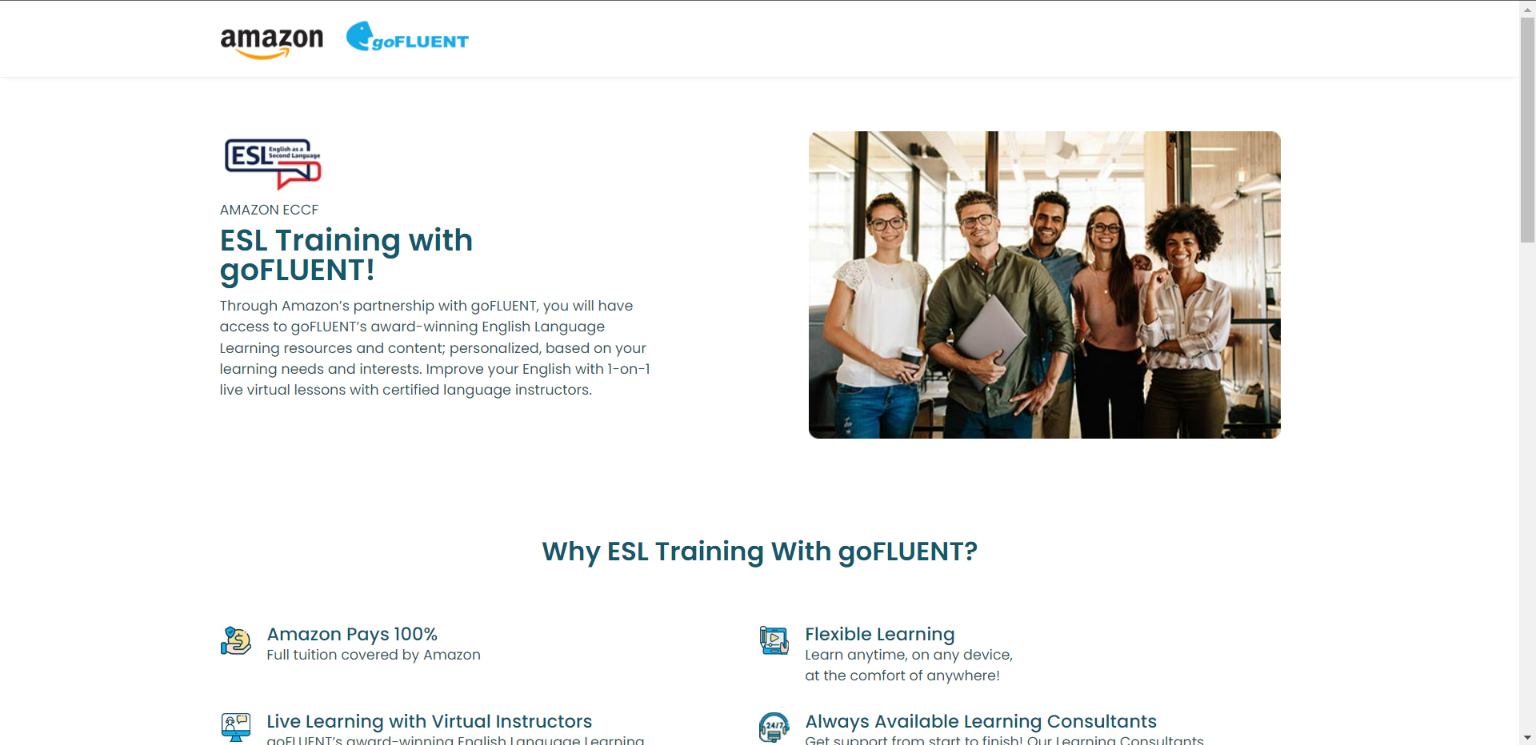 amazon goFLUENT
ESL English as a
Second Language
AMAZON ECCF
ESL Training with
goFLUENT!
Through Amazon’s partnership with goFLUENT, you will have
access to goFLUENT’s award-winning English Language
Learning resources and content; personalized, based on your
learning needs and interests. Improve your English with 1-on-1
live virtual lessons with certified language instructors.
Why ESL Training With goFLUENT?
Amazon Pays 100%
Full tuition covered by Amazon
Flexible Learning
Learn anytime, on any device,
at the comfort of anywhere!
Live Learning with Virtual Instructors
goFLUENT’s award-winning English Language Learning
24/7
Always Available Learning Consultants
Get support from start to finish! Our Learning Consultants